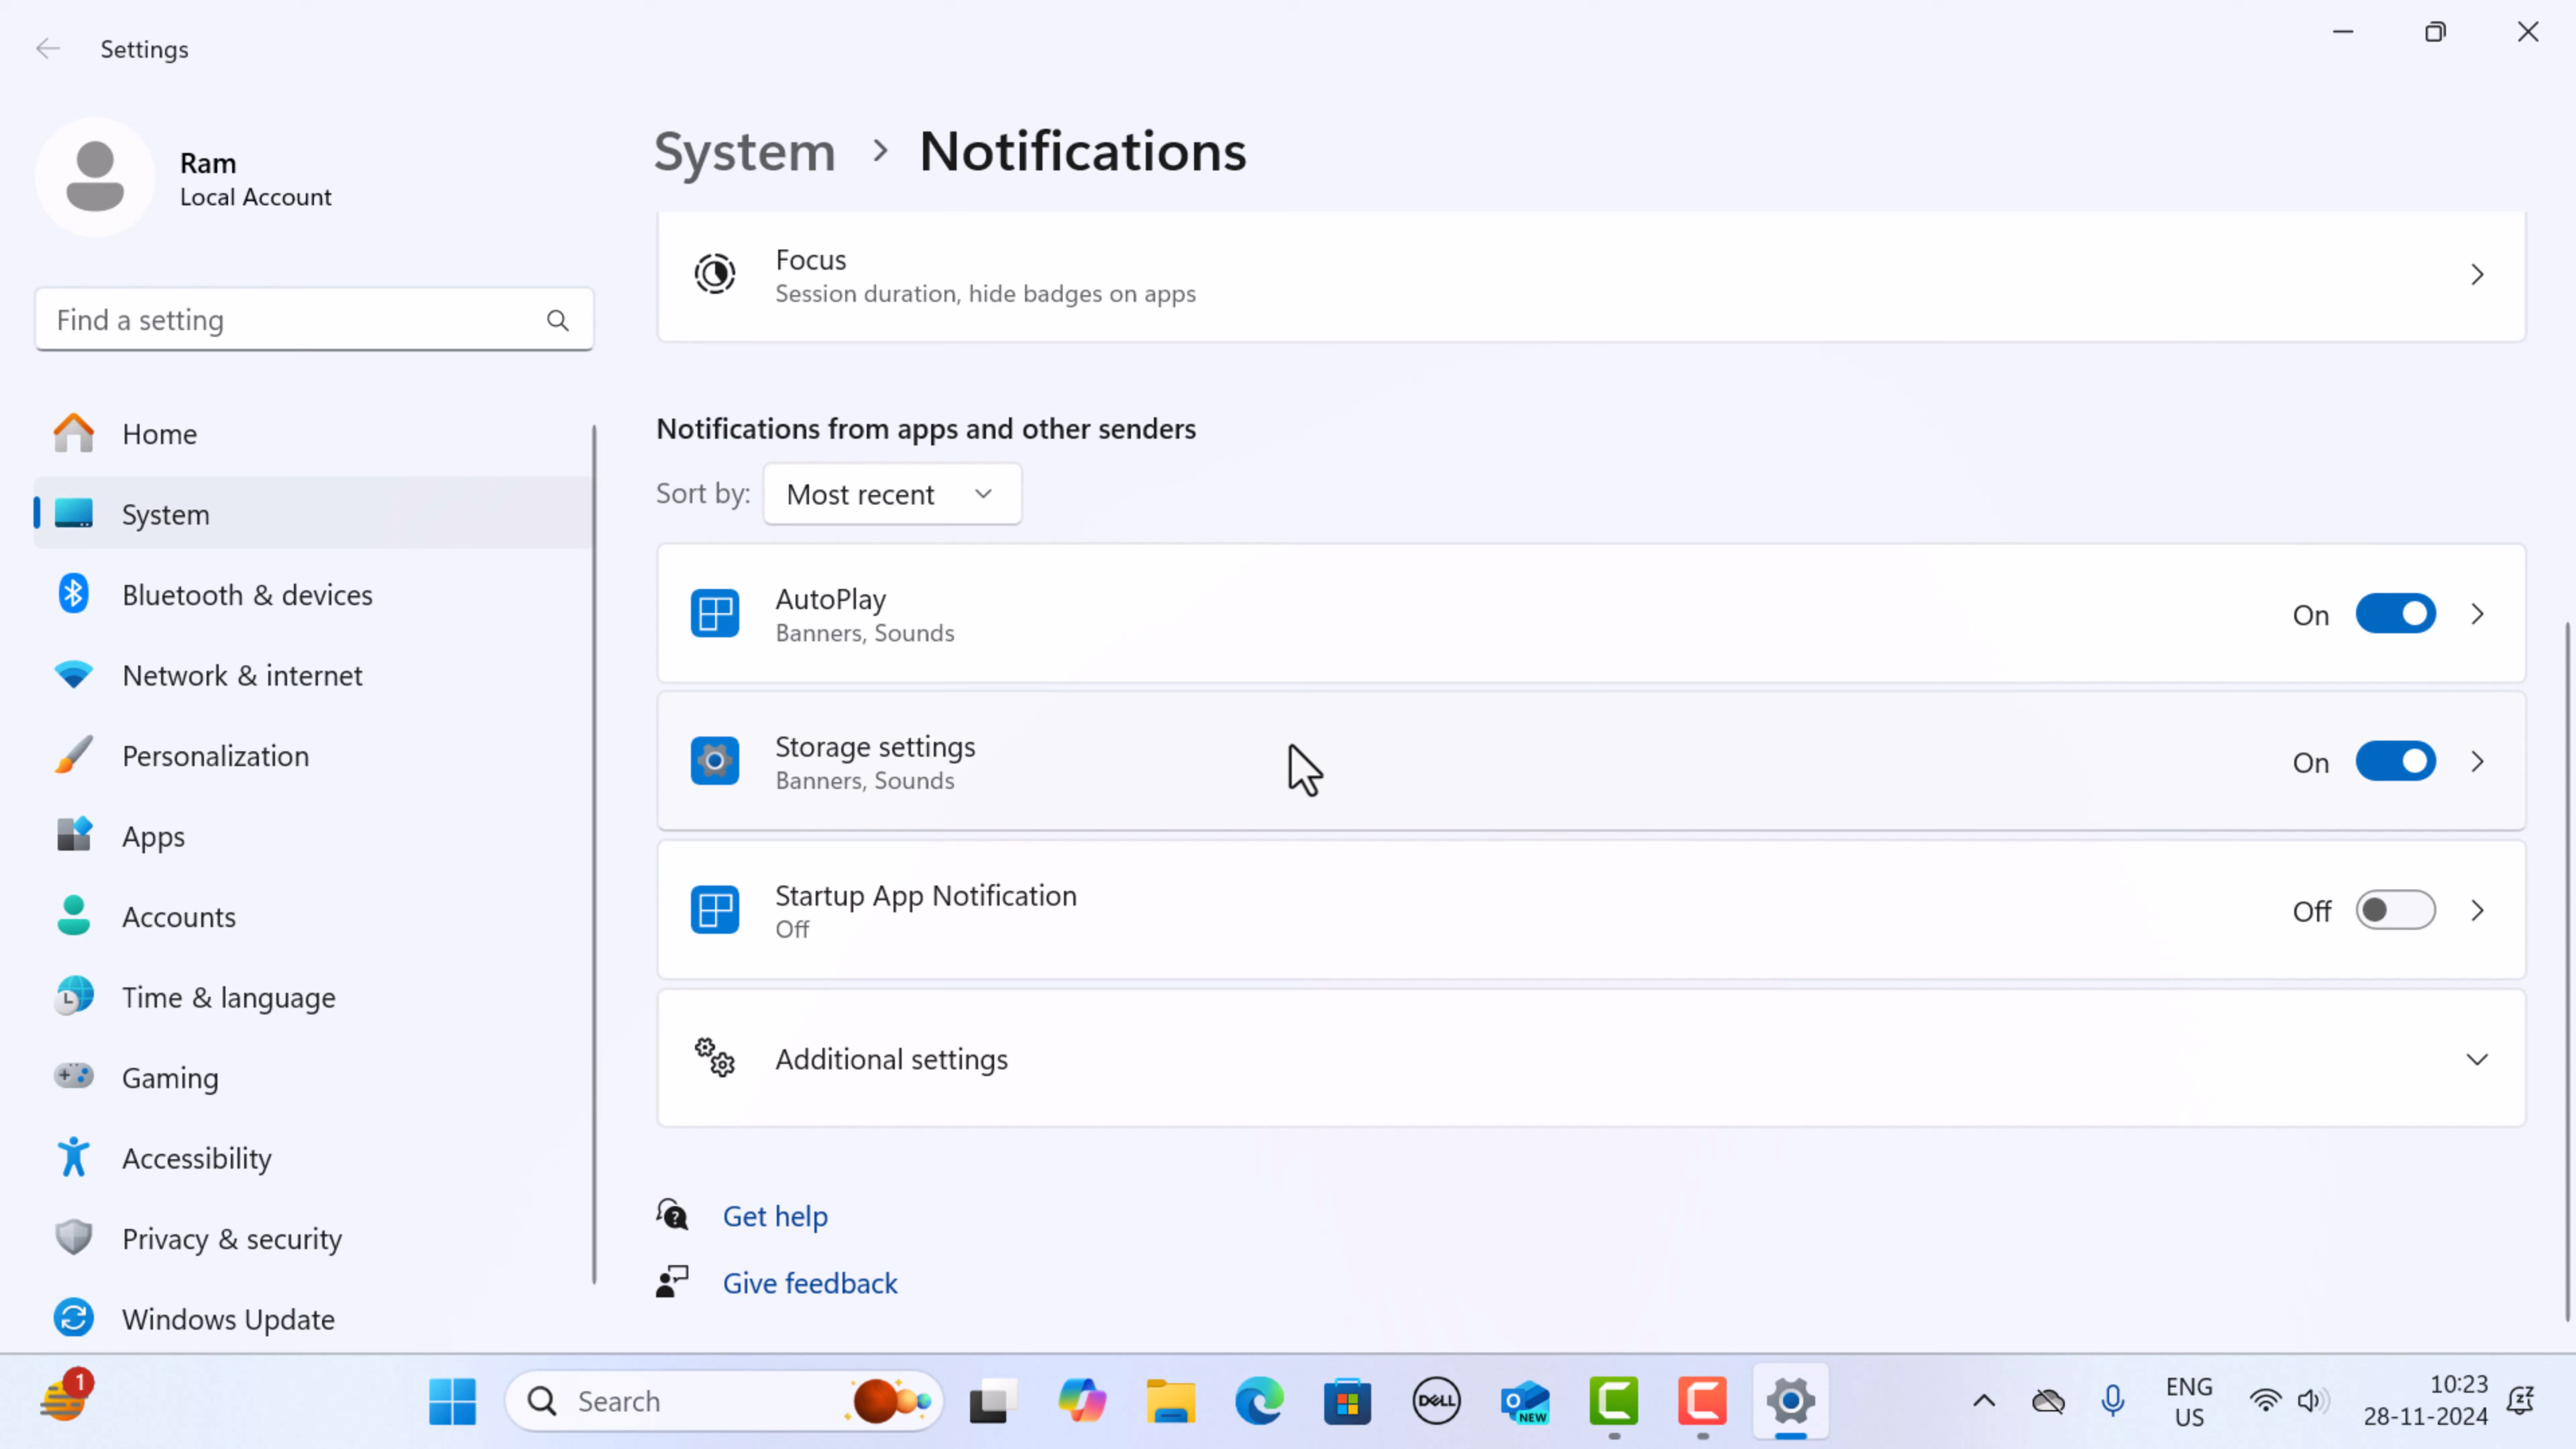 Settings
Ram
Local Account
Find a setting
Home
System
Bluetooth & devices
Network & internet
Personalization
Apps
Accounts
Time & language
Gaming
Accessibility
Privacy & security
Windows Update
System > Notifications
Focus
Session duration, hide badges on apps
Notifications from apps and other senders
Sort by: Most recent
AutoPlay
Banners, Sounds
On
Storage settings
Banners, Sounds
On
Startup App Notification
Off
Off
Additional settings
Get help
Give feedback
1
Search
DELL
NEW
ENG
US
10:23
28-11-2024